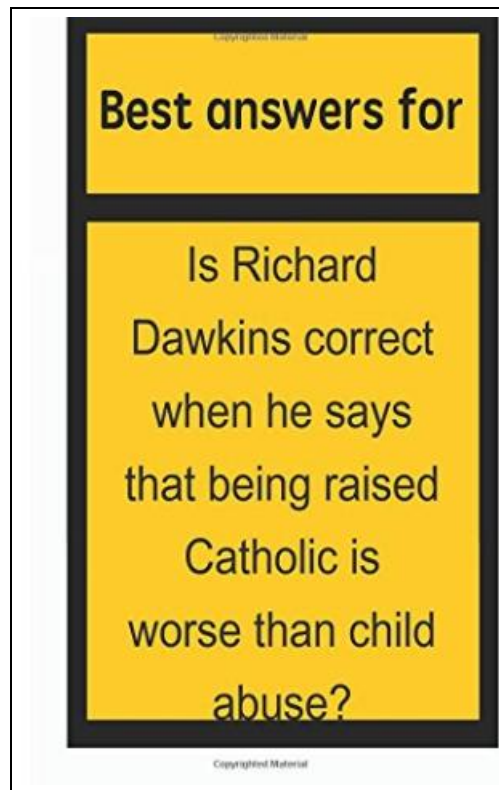 Copyrighted Material
Best answers for
Is Richard
Dawkins correct
when he says
that being raised
Catholic is
worse than child
abuse?
Copyrighted Material